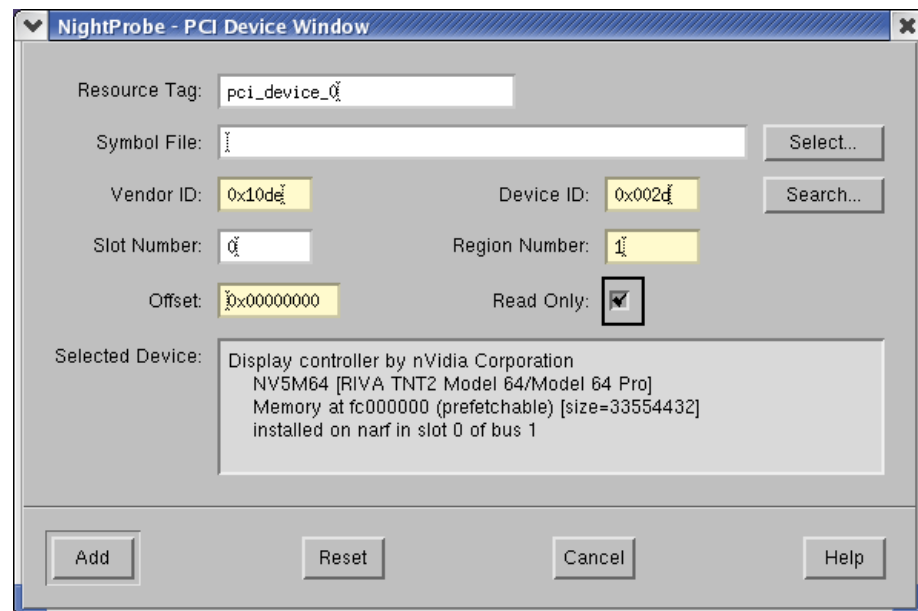 NightProbe - PCI Device Window
Resource Tag: pci_device_0
Symbol File: Select...
Vendor ID: 0x10de Device ID: 0x002d Search...
Slot Number: 0 Region Number: 1
Offset: 0x00000000 Read Only:
Selected Device: Display controller by nVidia Corporation
NV5M64 [RIVA TNT2 Model 64/Model 64 Pro]
Memory at fc000000 (prefetchable) [size=33554432]
installed on narf in slot 0 of bus 1
Add Reset Cancel Help